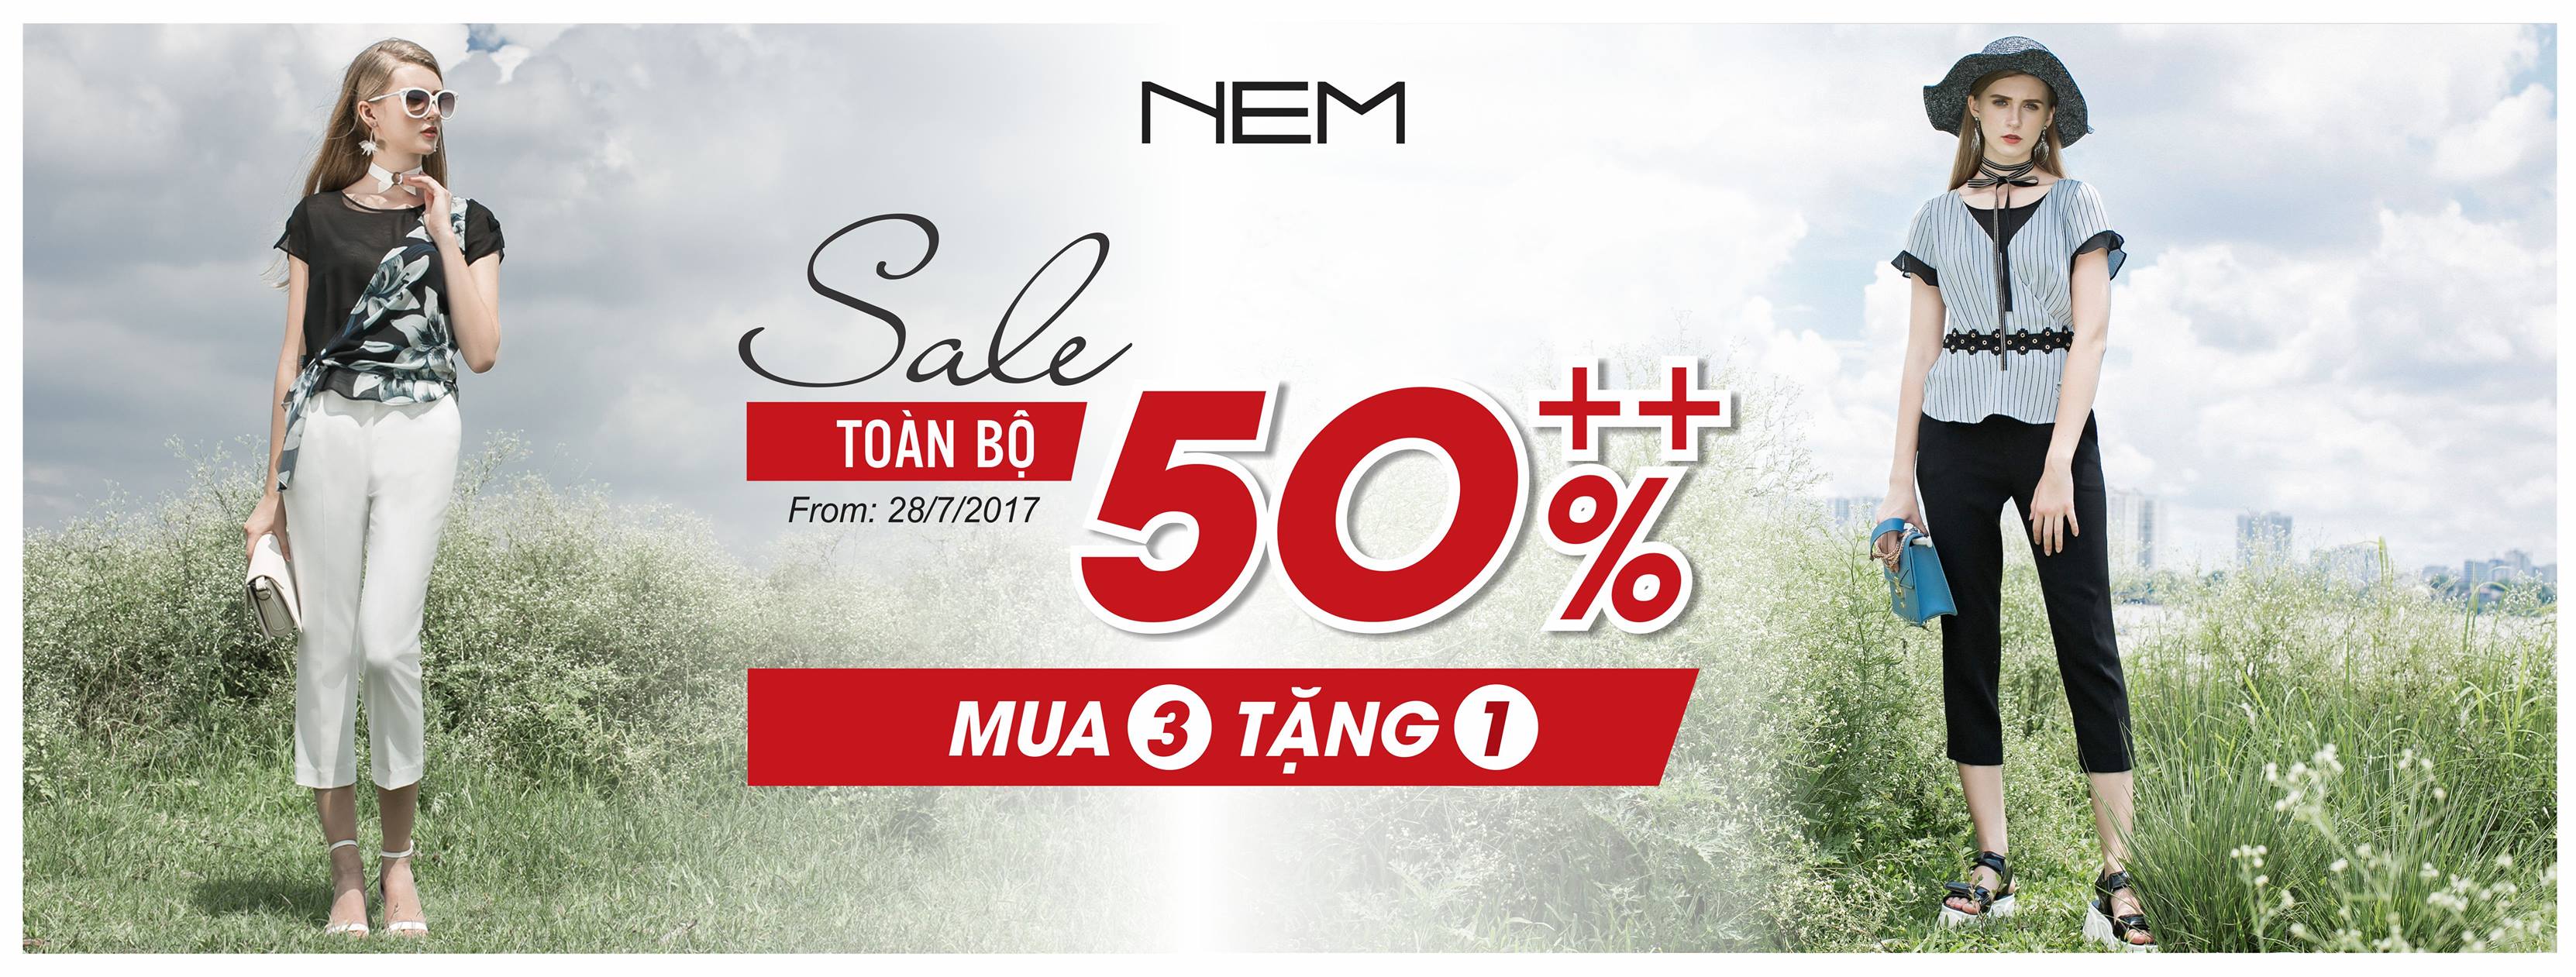 NEM
Sale
TOÀN BỘ
50%++
From: 28/7/2017
MUA 3 TẶNG 1